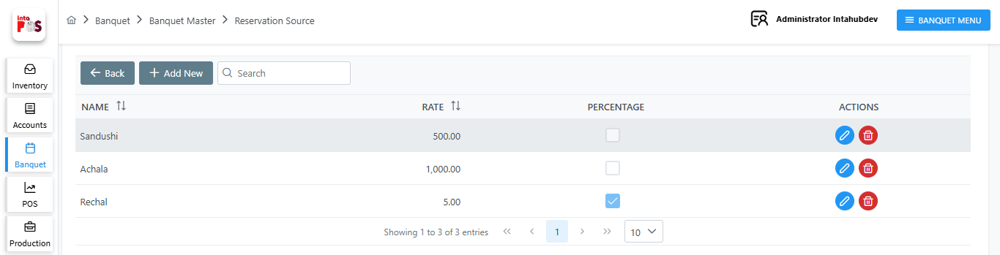 inta
POS
Banquet
Banquet Master
Reservation Source
Administrator Intahubdev
BANQUET MENU
Inventory
Accounts
Banquet
POS
Production
Back
Add New
Search
NAME RATE PERCENTAGE ACTIONS
Sandushi 500.00
Achala 1,000.00
Rechal 5.00
Showing 1 to 3 of 3 entries
1
10